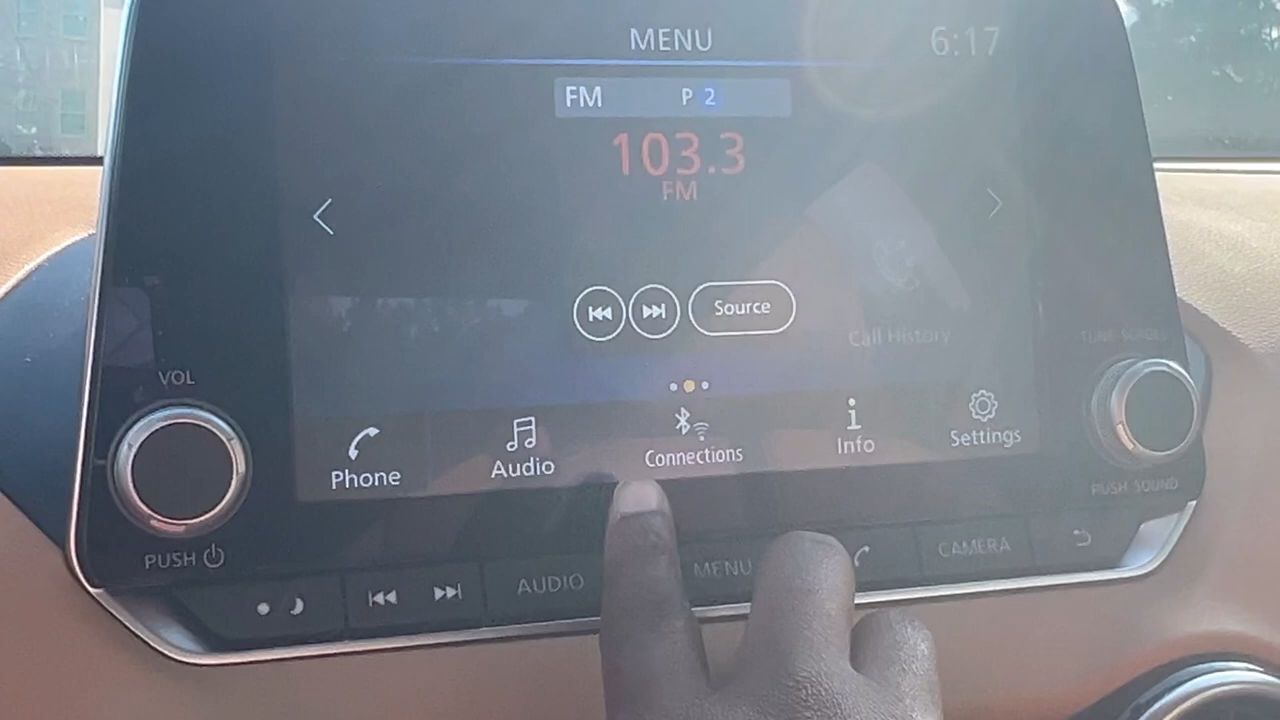 MENU
6:17
FM P 2
103.3
FM
Source
Call History
TUNE·SCROLL
VOL
Phone
Audio
Connections
Info
Settings
PUSH SOUND
PUSH
AUDIO
MENU
CAMERA